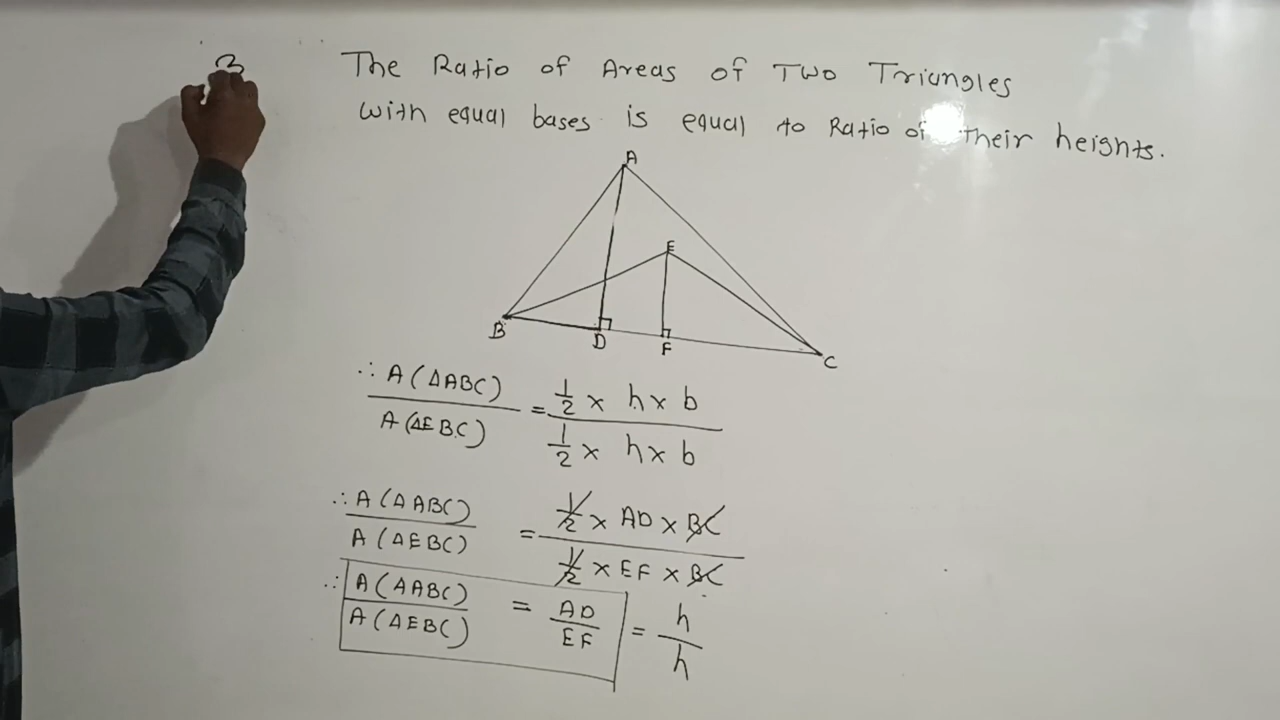 3
The Ratio of Areas of Two Triangles
with equal bases is equal to Ratio of Their heights.
A
E
B
D
F
C
∴ A(ΔABC) / A(ΔEBC) = 1/2 × h × b / 1/2 × h × b
∴ A(ΔABC) / A(ΔEBC) = 1/2 × AD × BC / 1/2 × EF × BC
∴ A(ΔABC) / A(ΔEBC) = AD / EF = h / h